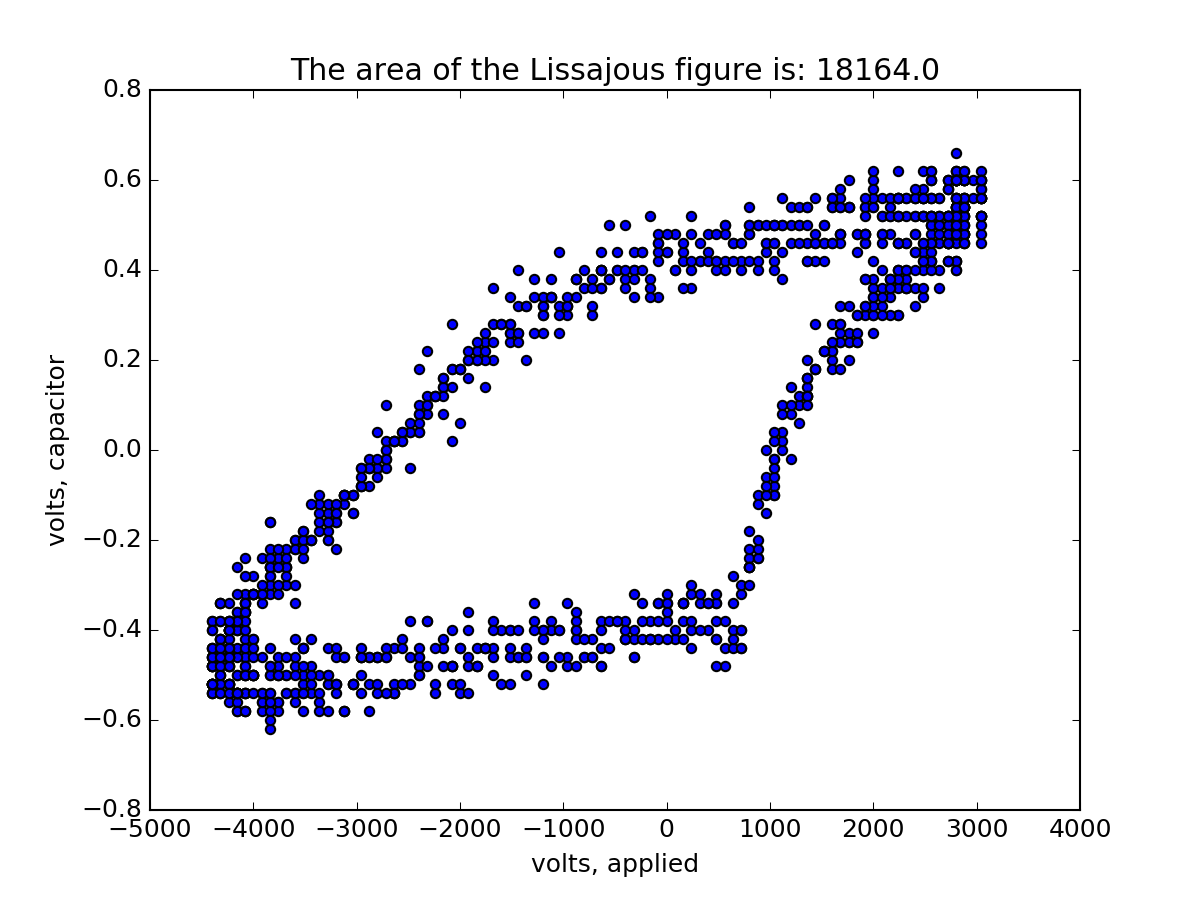 The area of the Lissajous figure is: 18164.0
0.8
0.6
0.4
0.2
0.0
−0.2
−0.4
−0.6
−0.8
volts, capacitor
−5000 −4000 −3000 −2000 −1000 0 1000 2000 3000 4000
volts, applied